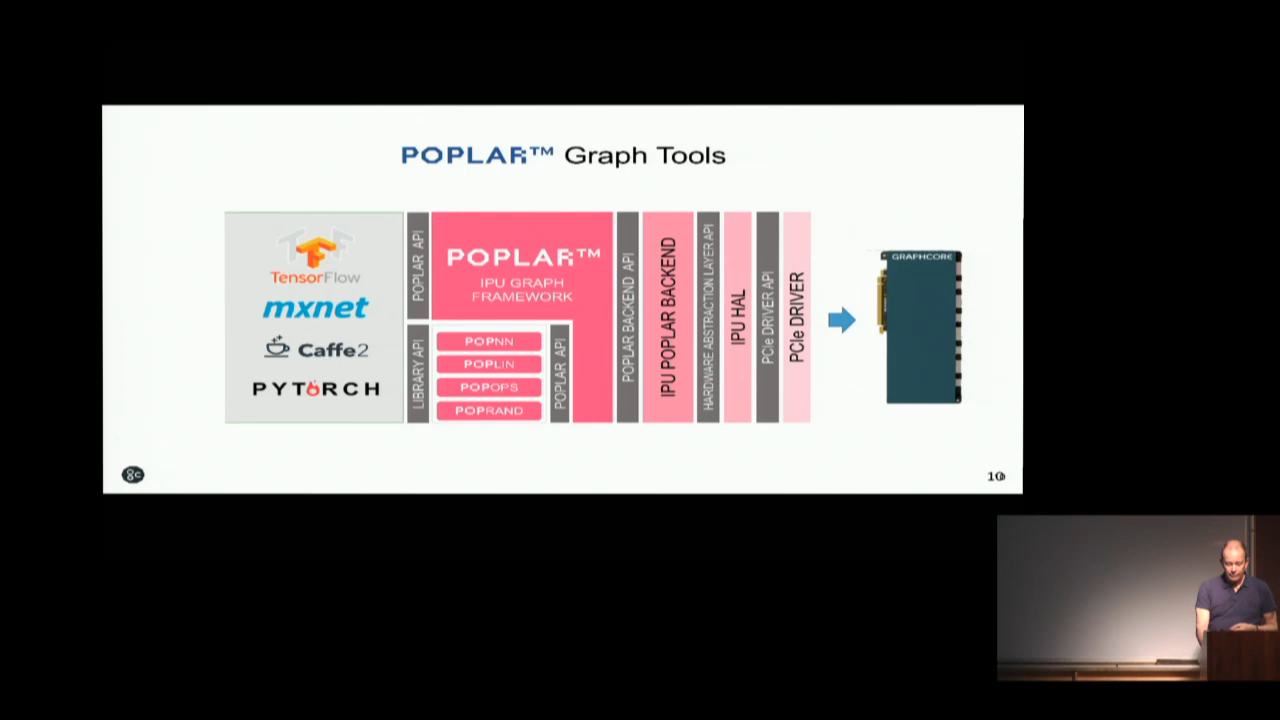 POPLAR™ Graph Tools
TensorFlow
mxnet
Caffe2
PYTORCH
POPLAR API
LIBRARY API
POPLAR™
IPU GRAPH
FRAMEWORK
POPNN
POPLIN
POPOPS
POPRAND
POPLAR API
POPLAR BACKEND API
IPU POPLAR BACKEND
HARDWARE ABSTRACTION LAYER API
IPU HAL
PCIe DRIVER API
PCIe DRIVER
GRAPHCORE